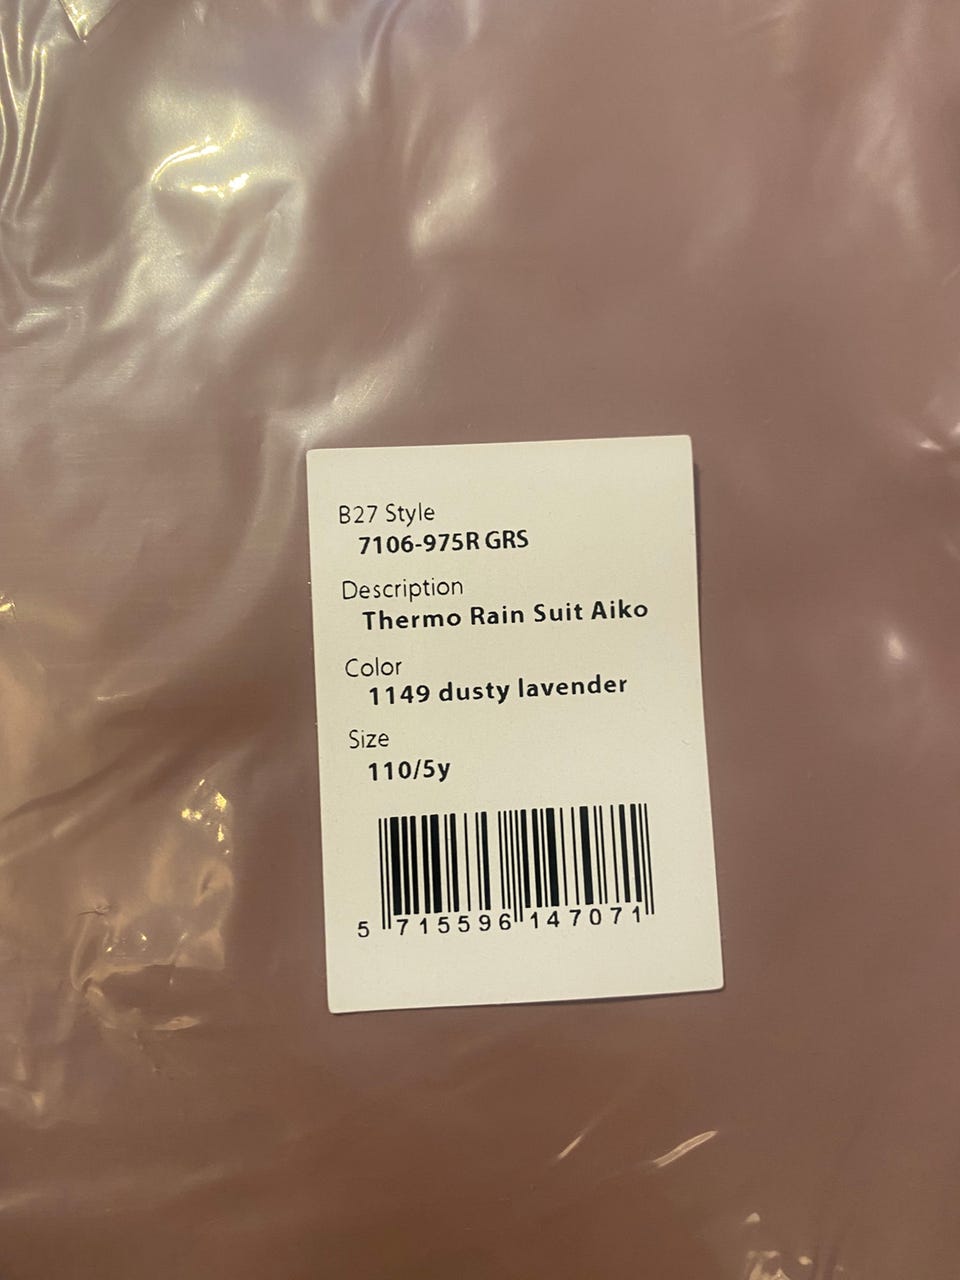 B27 Style
7106-975R GRS
Description
Thermo Rain Suit Aiko
Color
1149 dusty lavender
Size
110/5y
5 715596 147071